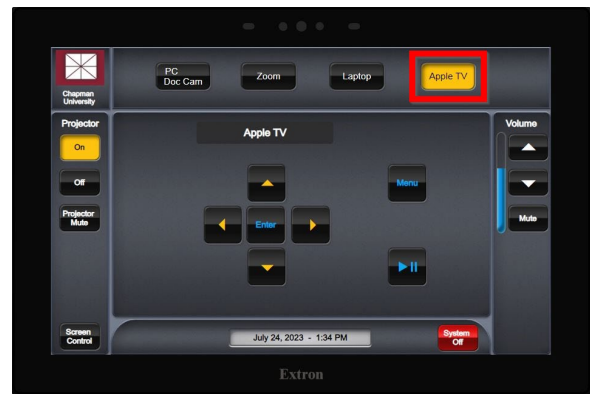 PC
Doc Cam
Zoom
Laptop
Apple TV
Chapman
University
Projector
On
Off
Projector
Mute
Screen
Control
Apple TV
Menu
Enter
Volume
Mute
July 24, 2023 - 1:34 PM
System
Off
Extron